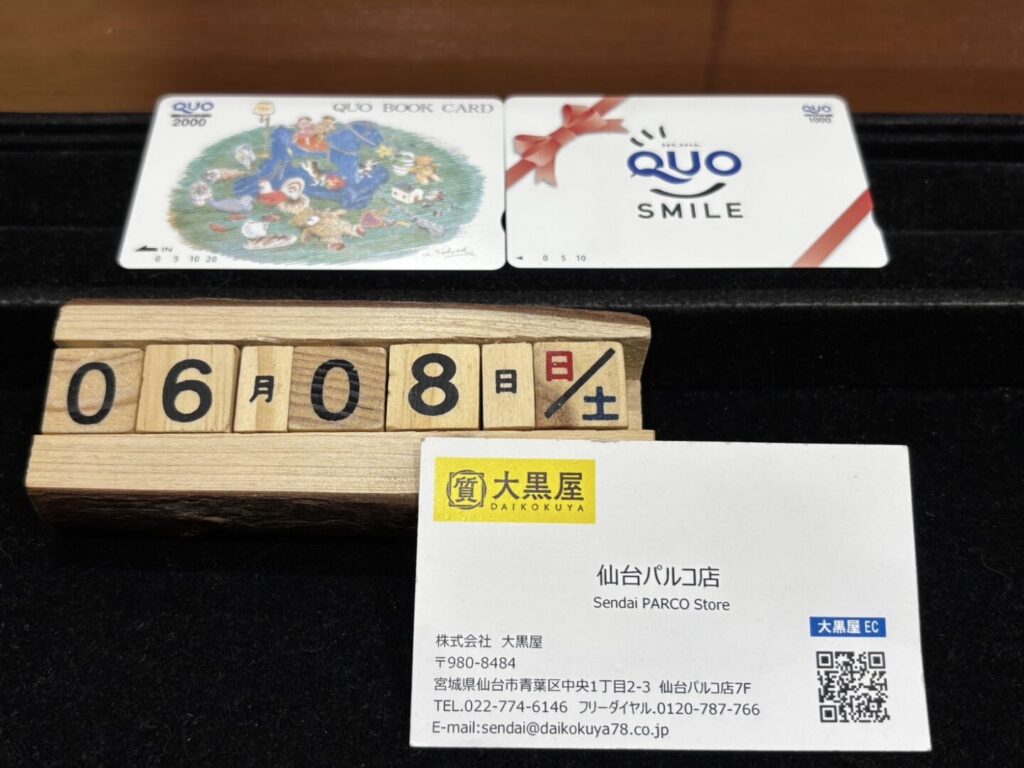 QUO
2000
QUO BOOK CARD
IN
0 5 10 20
QUO
SMILE
QUO
1000
0 5 10
06月08日 日/土
質 大黒屋
DAIKOKUYA
仙台パルコ店
Sendai PARCO Store
大黒屋 EC
株式会社 大黒屋
〒980-8484
宮城県仙台市青葉区中央1丁目2-3 仙台パルコ店7F
TEL.022-774-6146 フリーダイヤル.0120-787-766
E-mail:sendai@daikokuya78.co.jp